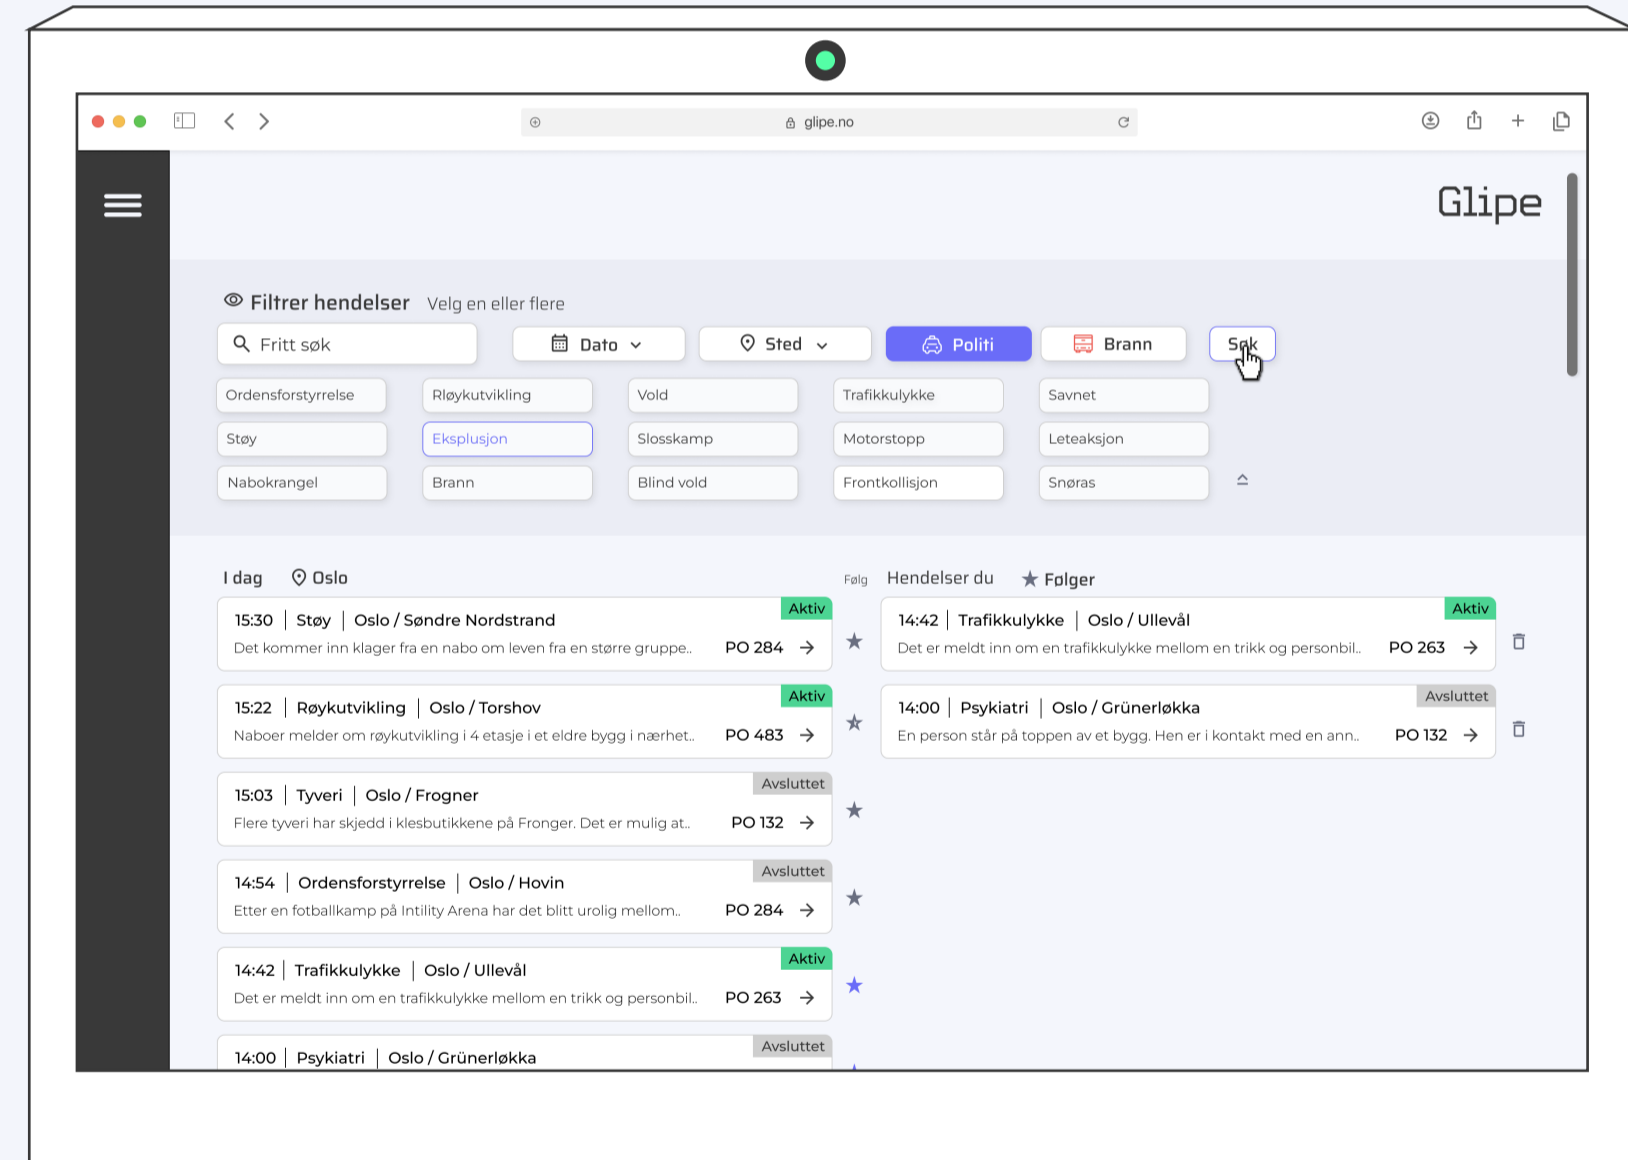 glipe.no
Glipe
Filtrer hendelser Velg en eller flere
Fritt søk Dato Sted Politi Brann Søk
Ordensforstyrrelse Rløykutvikling Vold Trafikkulykke Savnet
Støy Eksplusjon Slosskamp Motorstopp Leteaksjon
Nabokrangel Brann Blind vold Frontkollisjon Snøras
I dag Oslo Følg Hendelser du Følger
Aktiv
15:30 | Støy | Oslo / Søndre Nordstrand
Det kommer inn klager fra en nabo om leven fra en større gruppe.. PO 284
Aktiv
15:22 | Røykutvikling | Oslo / Torshov
Naboer melder om røykutvikling i 4 etasje i et eldre bygg i nærhet.. PO 483
Avsluttet
15:03 | Tyveri | Oslo / Frogner
Flere tyveri har skjedd i klesbutikkene på Fronger. Det er mulig at.. PO 132
Avsluttet
14:54 | Ordensforstyrrelse | Oslo / Hovin
Etter en fotballkamp på Intility Arena har det blitt urolig mellom.. PO 284
Aktiv
14:42 | Trafikkulykke | Oslo / Ullevål
Det er meldt inn om en trafikkulykke mellom en trikk og personbil.. PO 263
Avsluttet
14:00 | Psykiatri | Oslo / Grünerløkka
Aktiv
14:42 | Trafikkulykke | Oslo / Ullevål
Det er meldt inn om en trafikkulykke mellom en trikk og personbil.. PO 263
Avsluttet
14:00 | Psykiatri | Oslo / Grünerløkka
En person står på toppen av et bygg. Hen er i kontakt med en ann.. PO 132